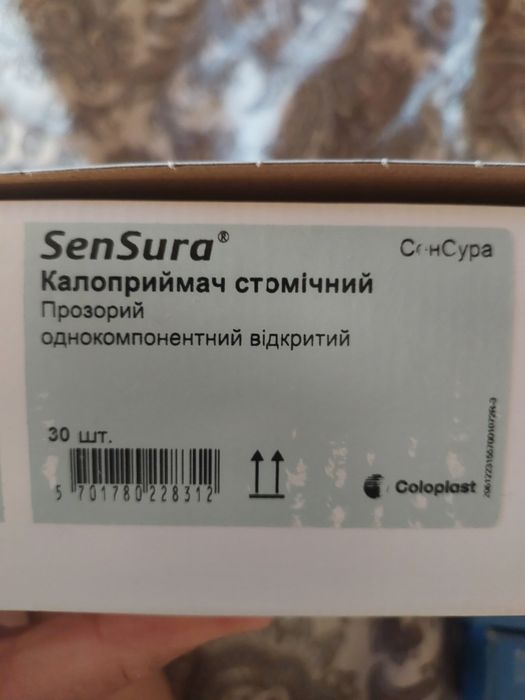 SenSura®
СенСура
Калоприймач стомічний
Прозорий
однокомпонентний відкритий
30 шт.
5 701780 228312
Coloplast